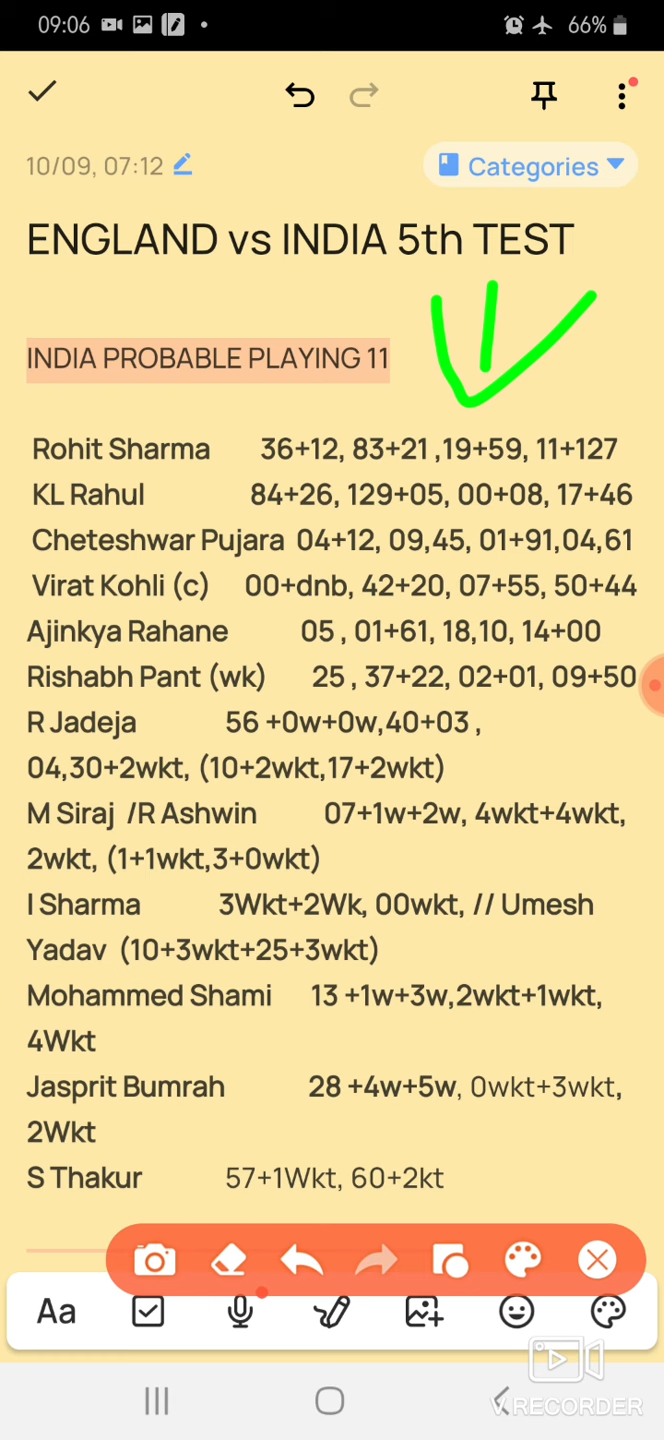 09:06
66%
10/09, 07:12
Categories
ENGLAND vs INDIA 5th TEST
INDIA PROBABLE PLAYING 11
Rohit Sharma 36+12, 83+21 ,19+59, 11+127
KL Rahul 84+26, 129+05, 00+08, 17+46
Cheteshwar Pujara 04+12, 09,45, 01+91,04,61
Virat Kohli (c) 00+dnb, 42+20, 07+55, 50+44
Ajinkya Rahane 05 , 01+61, 18,10, 14+00
Rishabh Pant (wk) 25 , 37+22, 02+01, 09+50
R Jadeja 56 +0w+0w,40+03 ,
04,30+2wkt, (10+2wkt,17+2wkt)
M Siraj /R Ashwin 07+1w+2w, 4wkt+4wkt,
2wkt, (1+1wkt,3+0wkt)
I Sharma 3Wkt+2Wk, 00wkt, // Umesh
Yadav (10+3wkt+25+3wkt)
Mohammed Shami 13 +1w+3w,2wkt+1wkt,
4Wkt
Jasprit Bumrah 28 +4w+5w, 0wkt+3wkt,
2Wkt
S Thakur 57+1Wkt, 60+2kt
Aa
V RECORDER